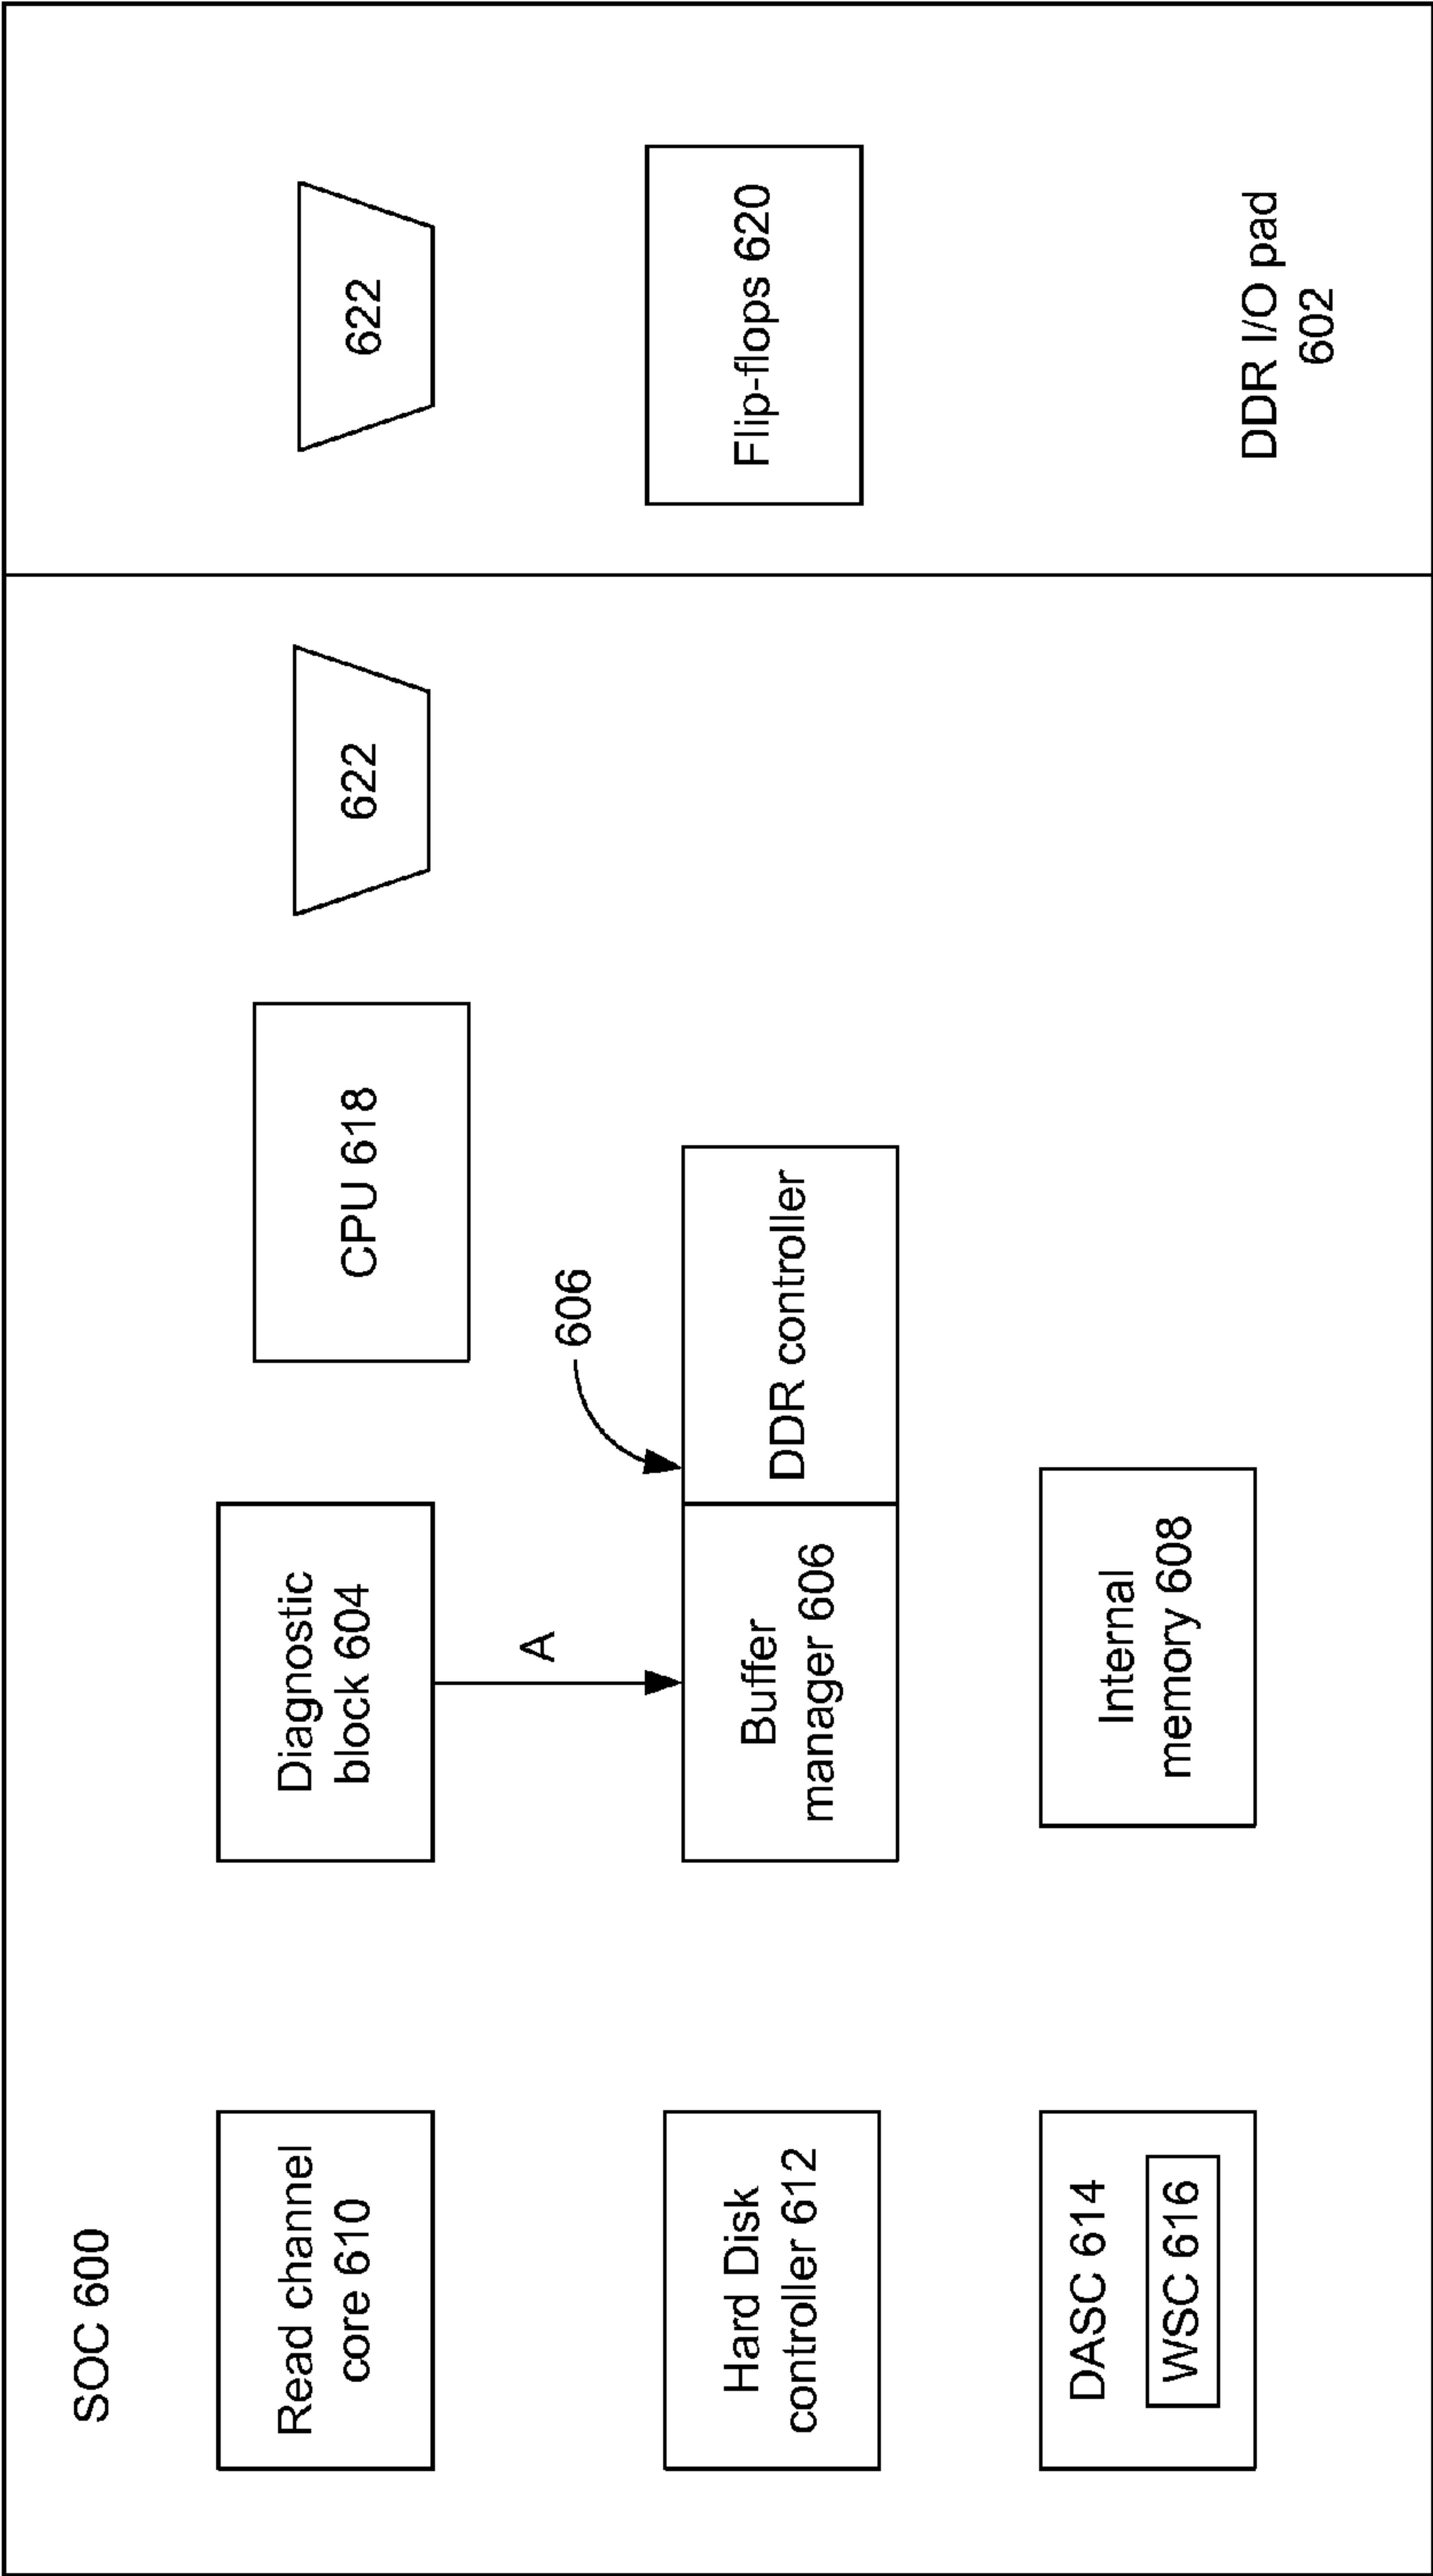 SOC 600
Read channel
core 610
Diagnostic
block 604
CPU 618
622
622
A
606
Hard Disk
controller 612
Buffer
manager 606
DDR controller
Flip-flops 620
DASC 614
WSC 616
Internal
memory 608
DDR I/O pad
602